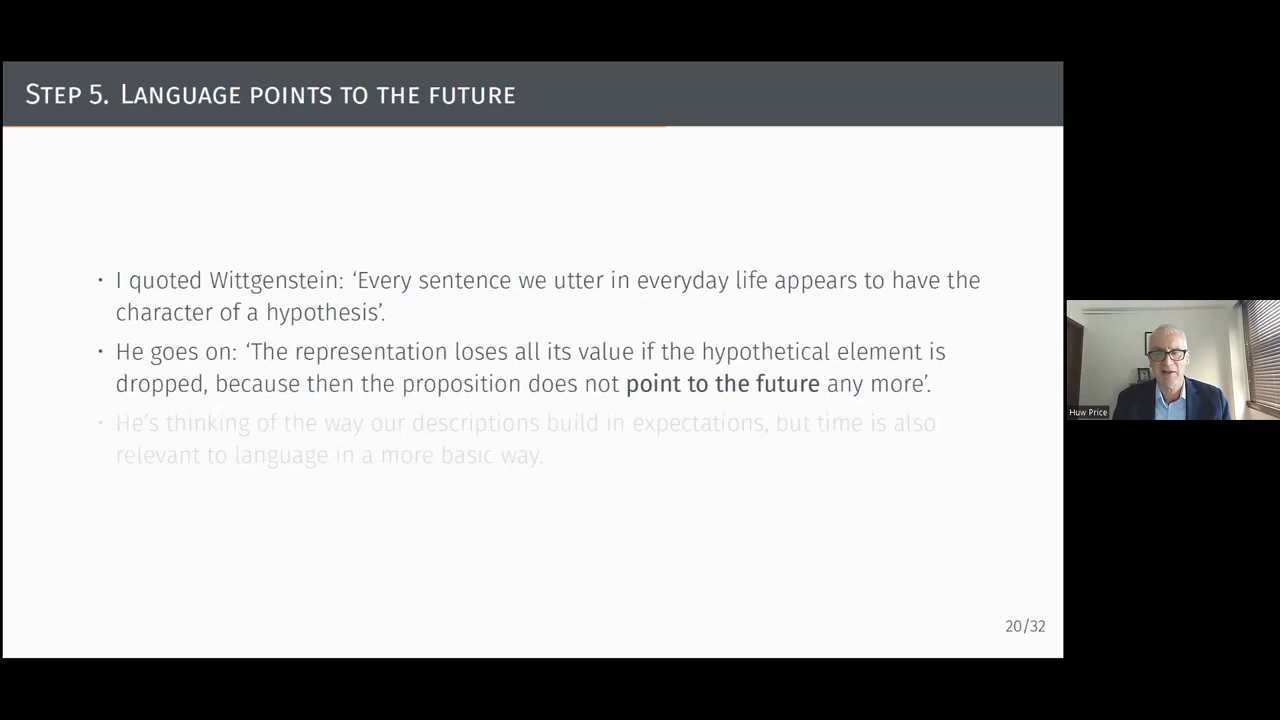 STEP 5. LANGUAGE POINTS TO THE FUTURE
• I quoted Wittgenstein: ‘Every sentence we utter in everyday life appears to have the
character of a hypothesis’.
• He goes on: ‘The representation loses all its value if the hypothetical element is
dropped, because then the proposition does not point to the future any more’.
• He’s thinking of the way our descriptions build in expectations, but time is also
relevant to language in a more basic way.
Huw Price
20/32